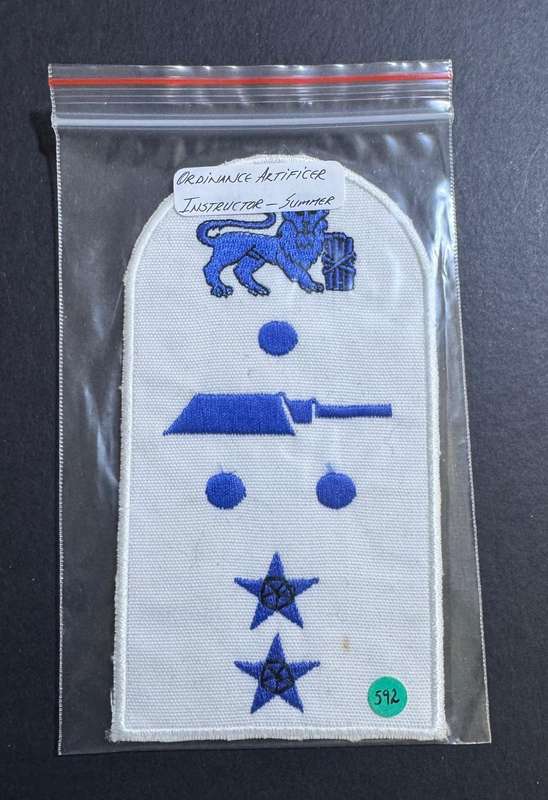 ORDINANCE ARTIFICER
INSTRUCTOR – SUMMER
592